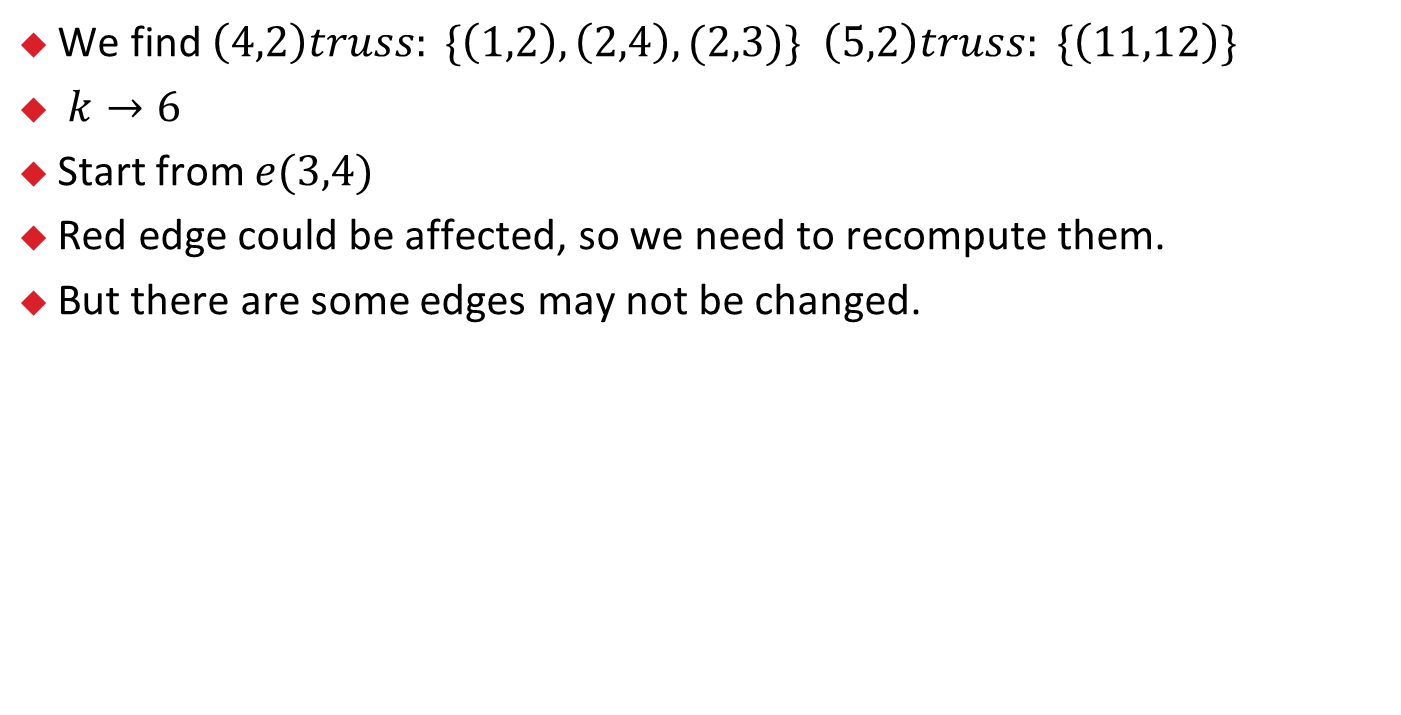 We find (4,2)truss: {(1,2), (2,4), (2,3)} (5,2)truss: {(11,12)}
k → 6
Start from e(3,4)
Red edge could be affected, so we need to recompute them.
But there are some edges may not be changed.